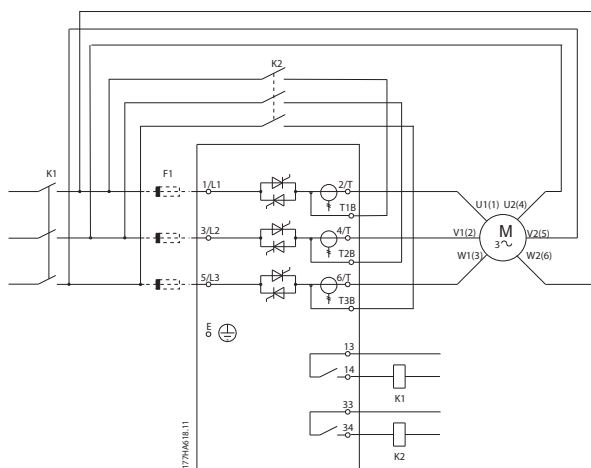 K2
K1
F1
1/L1
2/T
T1B
U1(1) U2(4)
3/L2
4/T
T2B
V1(2)
M
3~
V2(5)
W1(3)
W2(6)
5/L3
6/T
T3B
E
13
14
K1
33
34
K2
177HA618.11